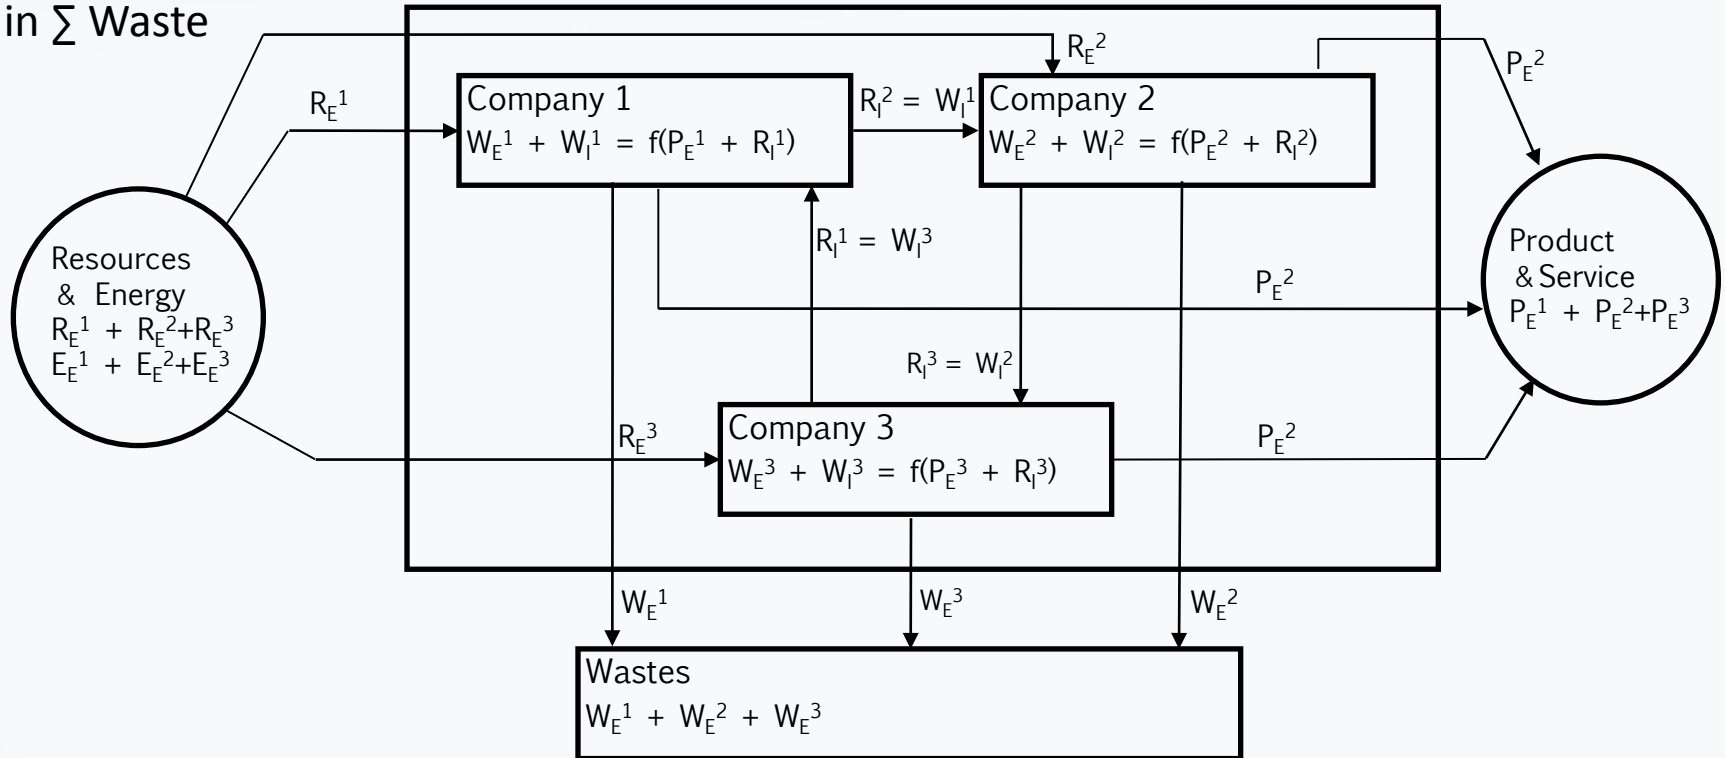 in ∑ Waste
R_E^2
P_E^2
R_E^1
Company 1
W_E^1 + W_I^1 = f(P_E^1 + R_I^1)
R_I^2 = W_I^1
Company 2
W_E^2 + W_I^2 = f(P_E^2 + R_I^2)
Resources
& Energy
R_E^1 + R_E^2+R_E^3
E_E^1 + E_E^2+E_E^3
R_I^1 = W_I^3
P_E^2
Product
& Service
P_E^1 + P_E^2+P_E^3
R_I^3 = W_I^2
R_E^3
Company 3
W_E^3 + W_I^3 = f(P_E^3 + R_I^3)
P_E^2
W_E^1
W_E^3
W_E^2
Wastes
W_E^1 + W_E^2 + W_E^3